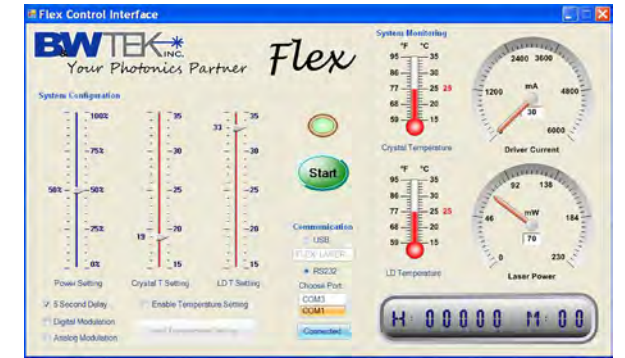 Flex Control Interface
B&WTEK INC.
Your Photonics Partner
Flex
System Configuration
100%
75%
50%
50%
25%
0%
Power Setting
35
30
25
20
19
15
Crystal T Setting
35
33
30
25
20
15
LD T Setting
5 Second Delay
Digital Modulation
Analog Modulation
Enable Temperature Setting
Start
Communication
USB
FLEX-LASER
RS232
Choose Port
COM3
COM1
Connected
System Monitoring
°F °C
95 35
86 30
77 25 25
68 20
59 15
Crystal Temperature
°F °C
95 35
86 30
77 25 25
68 20
59 15
LD Temperature
2400 3600
1200 mA 4800
30
0 6000
Driver Current
92 138
46 mW 184
70
0 230
Laser Power
H: 00000 M: 00